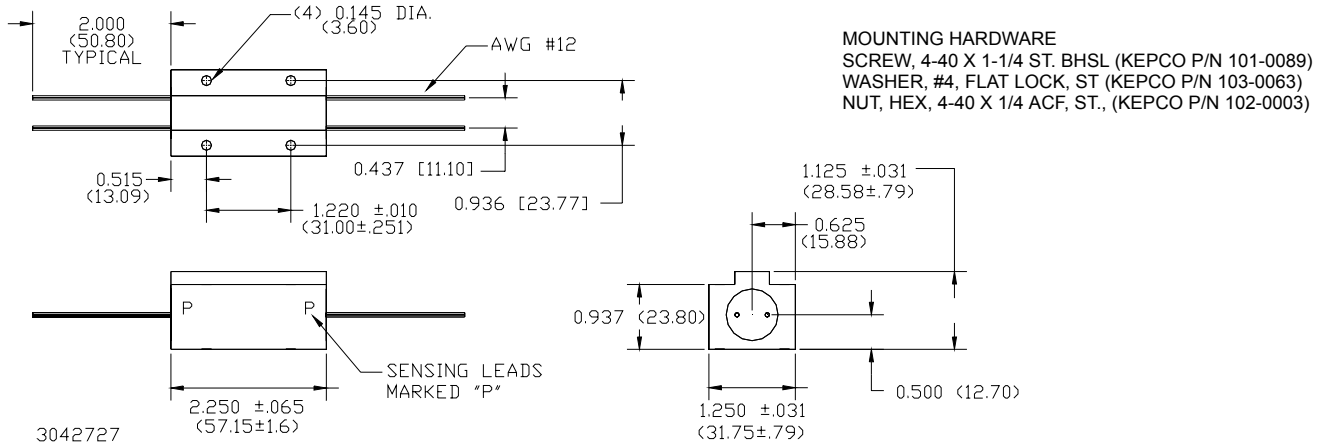 2.000
(50.80)
TYPICAL
(4) 0.145 DIA.
3.60)
AWG #12
MOUNTING HARDWARE
SCREW, 4-40 X 1-1/4 ST. BHSL (KEPCO P/N 101-0089)
WASHER, #4, FLAT LOCK, ST (KEPCO P/N 103-0063)
NUT, HEX, 4-40 X 1/4 ACF, ST., (KEPCO P/N 102-0003)
0.515
(13.09)
0.437 [11.10]
0.936 [23.77]
1.220 ±.010
(31.00±.251)
1.125 ±.031
(28.58±.79)
0.625
(15.88)
P
P
0.937 (23.80)
SENSING LEADS
MARKED "P"
0.500 (12.70)
2.250 ±.065
(57.15±1.6)
1.250 ±.031
(31.75±.79)
3042727